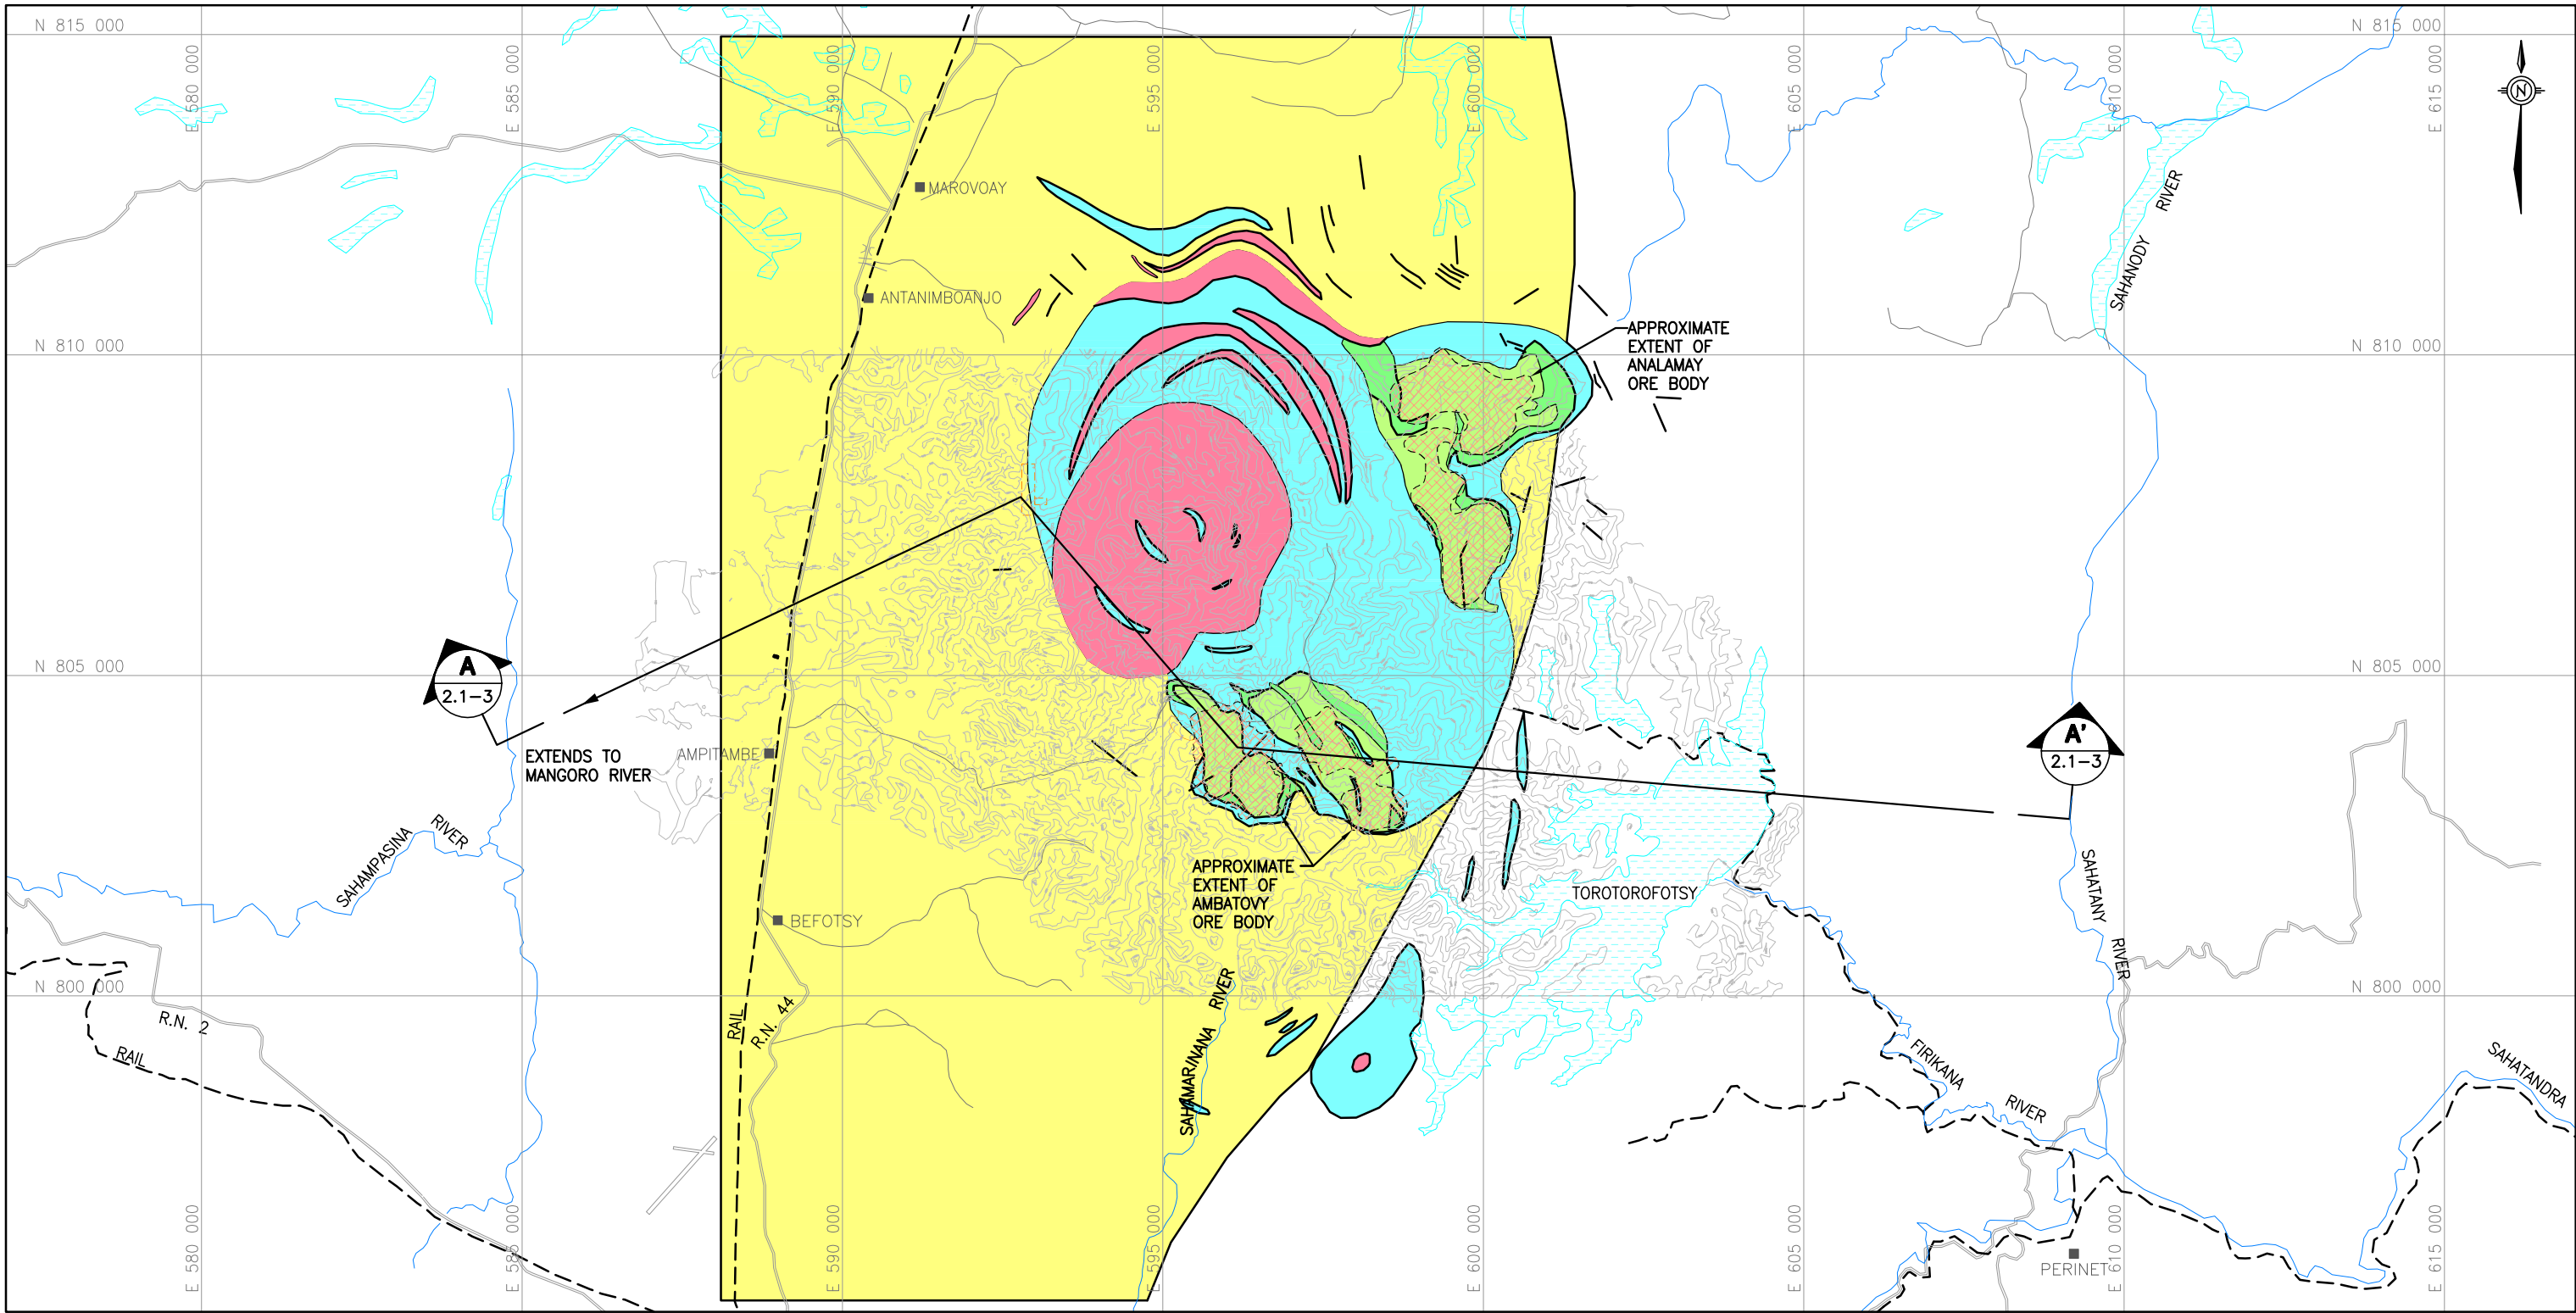 N 815 000
N 815 000
E 580 000
E 585 000
E 590 000
E 595 000
E 600 000
E 605 000
E 610 000
E 615 000
N
MAROVOAY
SAHANODY RIVER
ANTANIMBOANJO
N 810 000
N 810 000
APPROXIMATE
EXTENT OF
ANALAMAY
ORE BODY
N 805 000
N 805 000
A
2.1-3
A'
2.1-3
EXTENDS TO
MANGORO RIVER
AMPITAMBE
SAHAMPASINA RIVER
APPROXIMATE
EXTENT OF
AMBATOVY
ORE BODY
TOROTOROFOTSY
SAHATANY RIVER
BEFOTSY
N 800 000
N 800 000
R.N. 2
RAIL
RAIL
R.N. 44
SAHAMARINANA RIVER
FIRIKANA RIVER
SAHATANDRA
PERINET
E 580 000
E 585 000
E 590 000
E 595 000
E 600 000
E 605 000
E 610 000
E 615 000